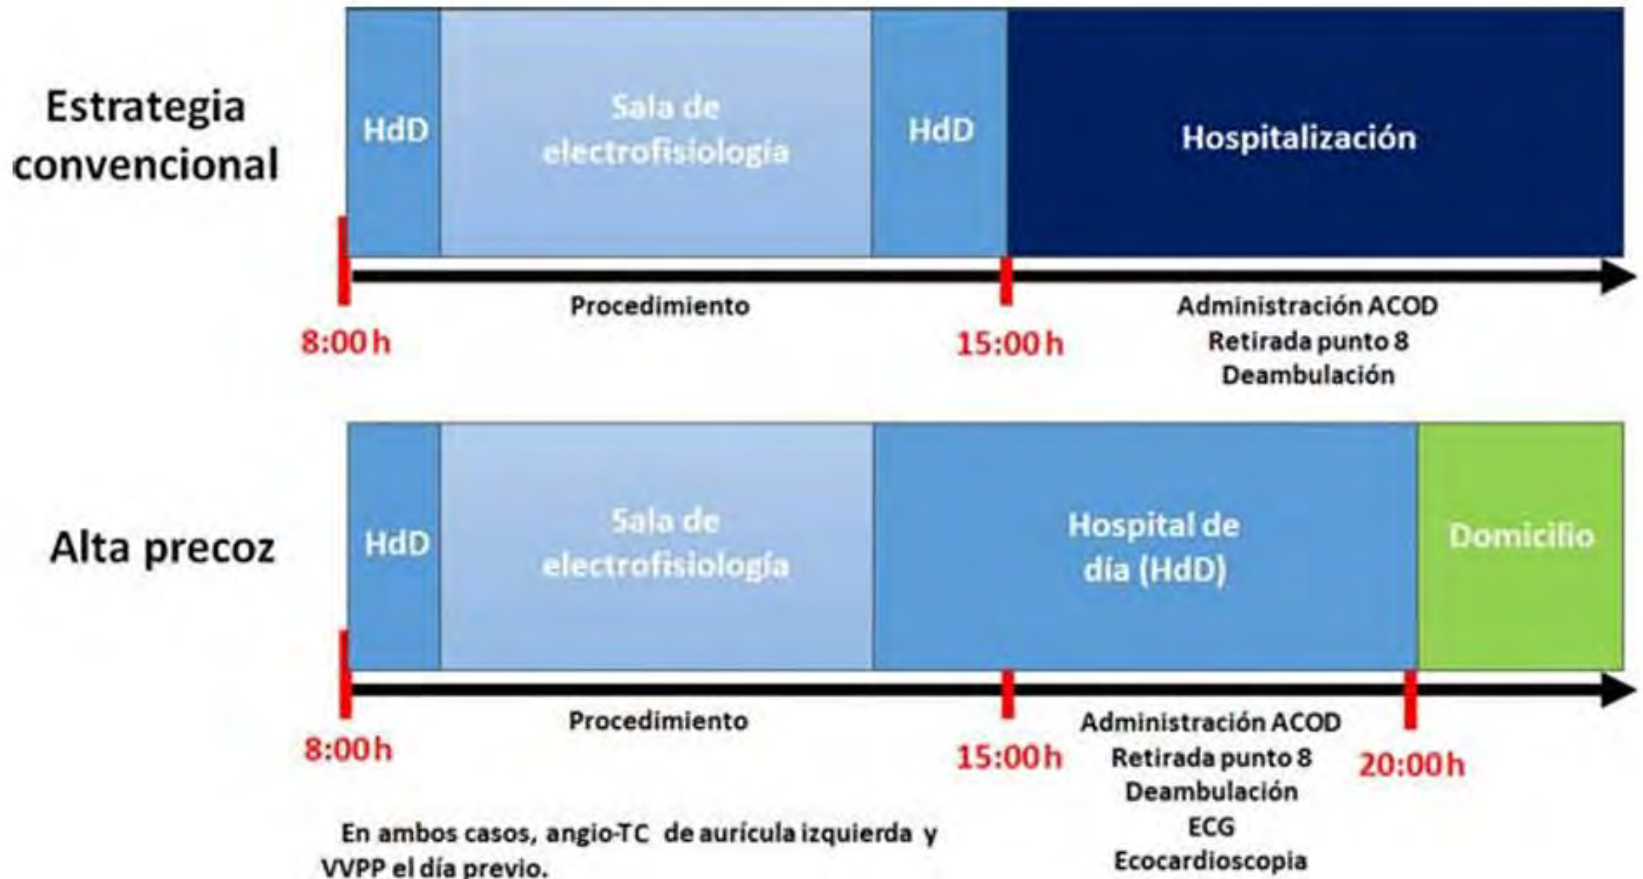 Estrategia
convencional
HdD
Sala de
electrofisiología
HdD
Hospitalización
Procedimiento
8:00 h
15:00 h
Administración ACOD
Retirada punto 8
Deambulación
Alta precoz
HdD
Sala de
electrofisiología
Hospital de
día (HdD)
Domicilio
Procedimiento
8:00 h
15:00 h
Administración ACOD
Retirada punto 8
Deambulación
ECG
Ecocardioscopia
20:00 h
En ambos casos, angio-TC de aurícula izquierda y
VVPP el día previo.